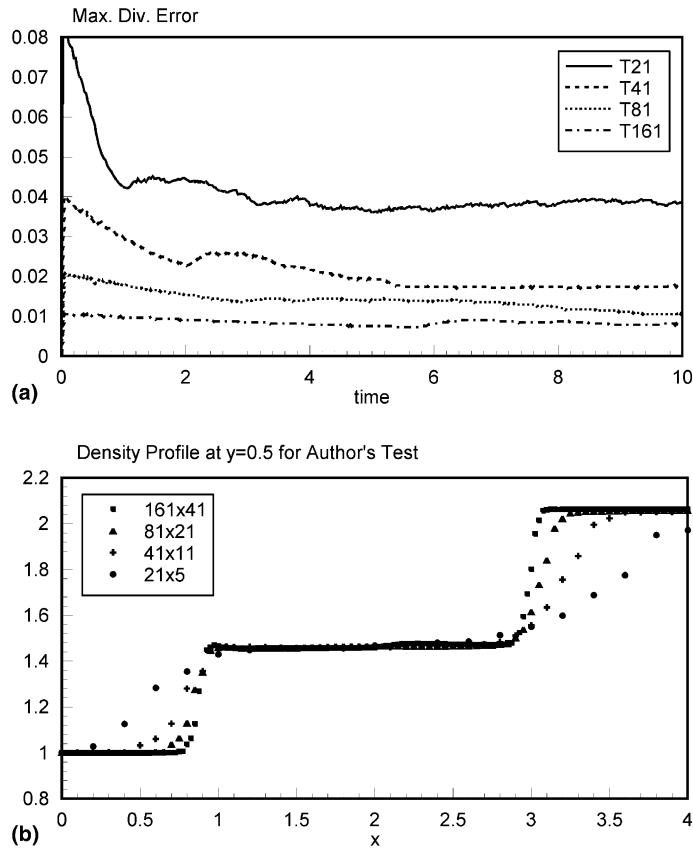 Max. Div. Error
0.08
0.07
0.06
0.05
0.04
0.03
0.02
0.01
0
T21
T41
T81
T161
0 2 4 6 8 10
time
(a)
Density Profile at y=0.5 for Author's Test
2.2
2
1.8
1.6
1.4
1.2
1
0.8
161x41
81x21
41x11
21x5
0 0.5 1 1.5 2 2.5 3 3.5 4
x
(b)